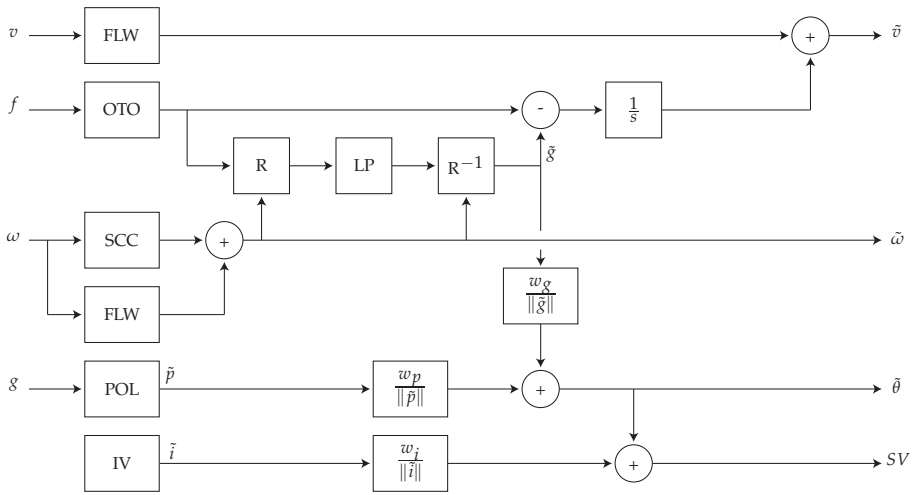 v FLW + ṽ
f OTO - 1/s
g̃
R LP R⁻¹
ω SCC + ω̃
FLW w_g/‖g̃‖
g POL p̃ w_p/‖p̃‖ + θ̃
IV ĩ w_i/‖ĩ‖ + SV